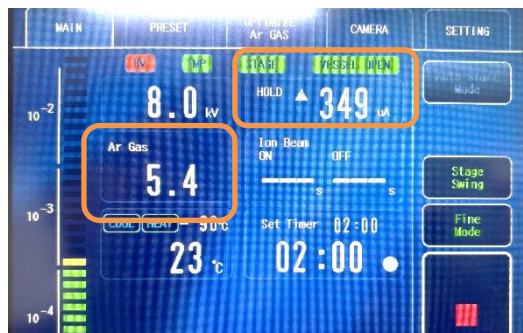 MAIN PRESET OPTIMIZE Ar GAS CAMERA SETTING
HV TMP STAGE VESSEL OPEN
Auto Start Mode
8.0 kV HOLD ▲ 349 uA
10-2
Ar Gas
5.4
Ion Beam
ON OFF
s s
Stage Swing
10-3
COOL HEAT - 90℃ Set Timer 02:00
Fine Mode
23 ℃ 02:00
10-4